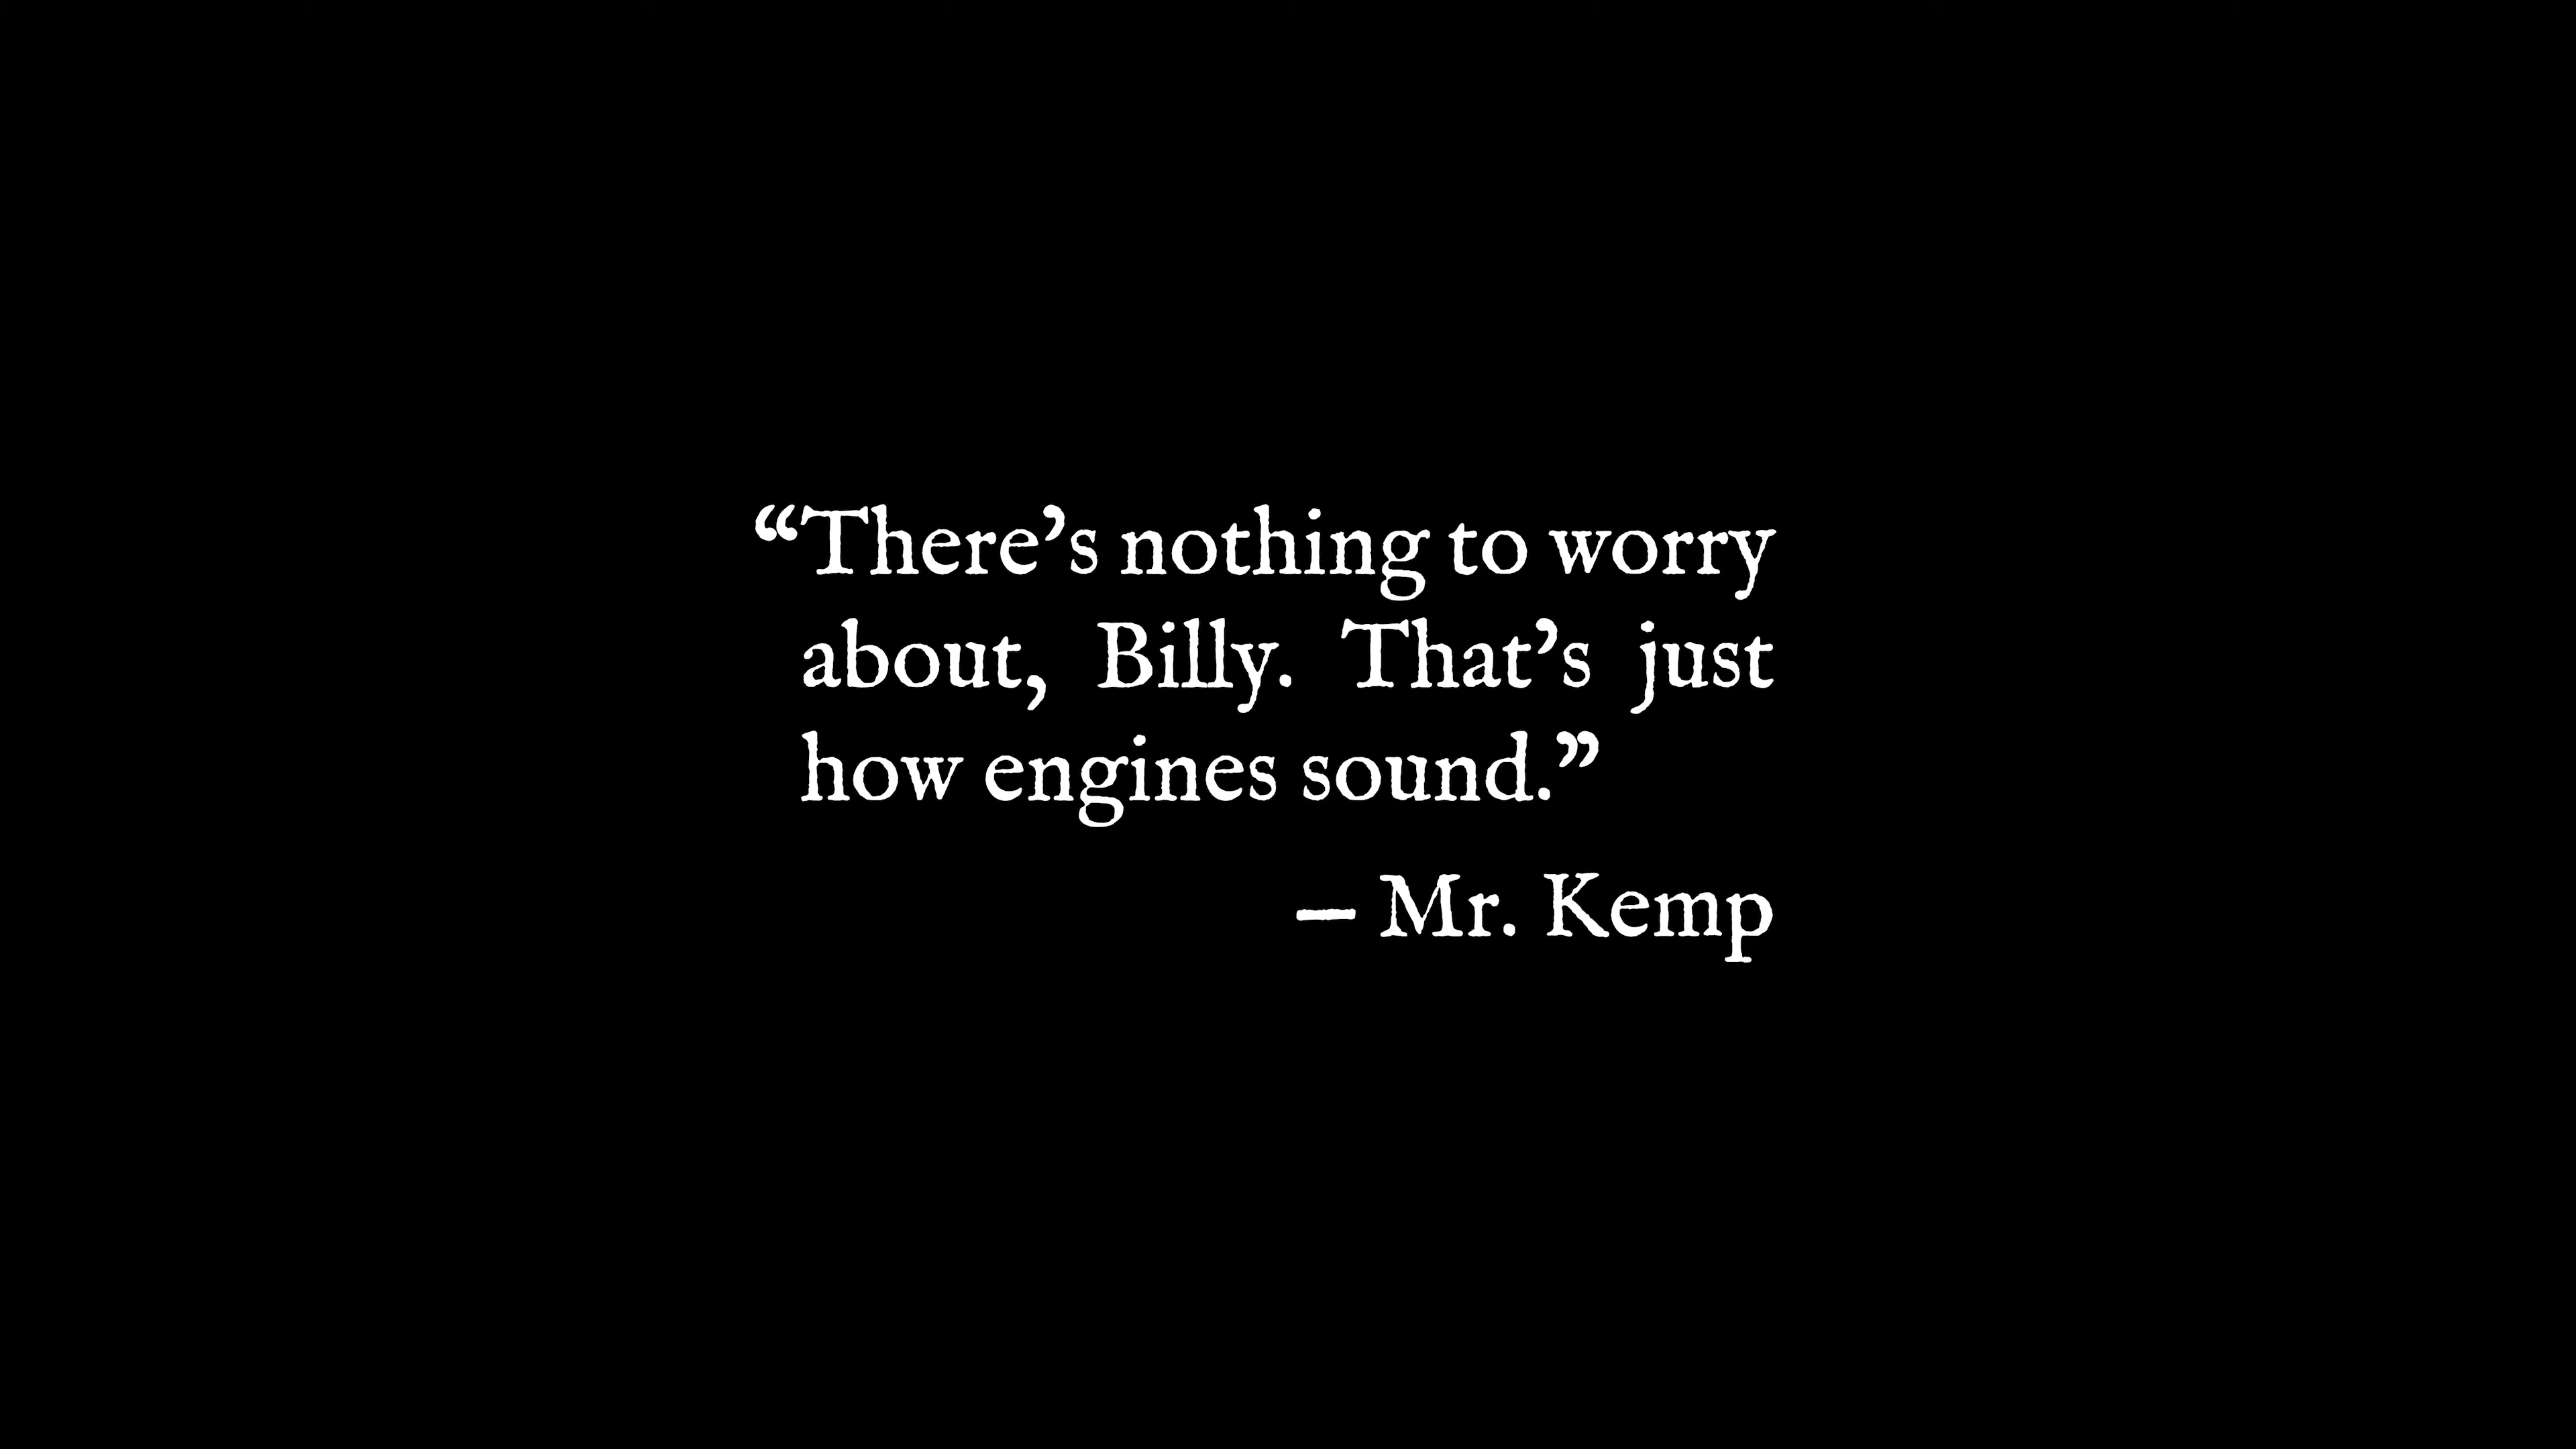 “There’s nothing to worry
about, Billy. That’s just
how engines sound.”
— Mr. Kemp